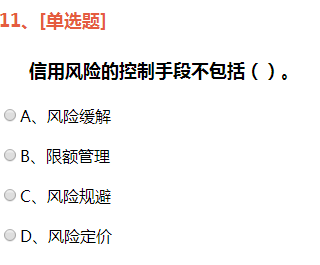 11、[单选题]
信用风险的控制手段不包括（ ）。
A、风险缓解
B、限额管理
C、风险规避
D、风险定价